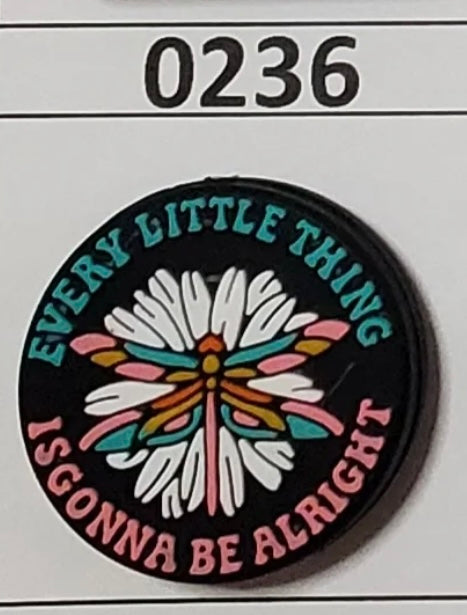 0236
EVERY LITTLE THING
ISGONNA BE ALRIGHT